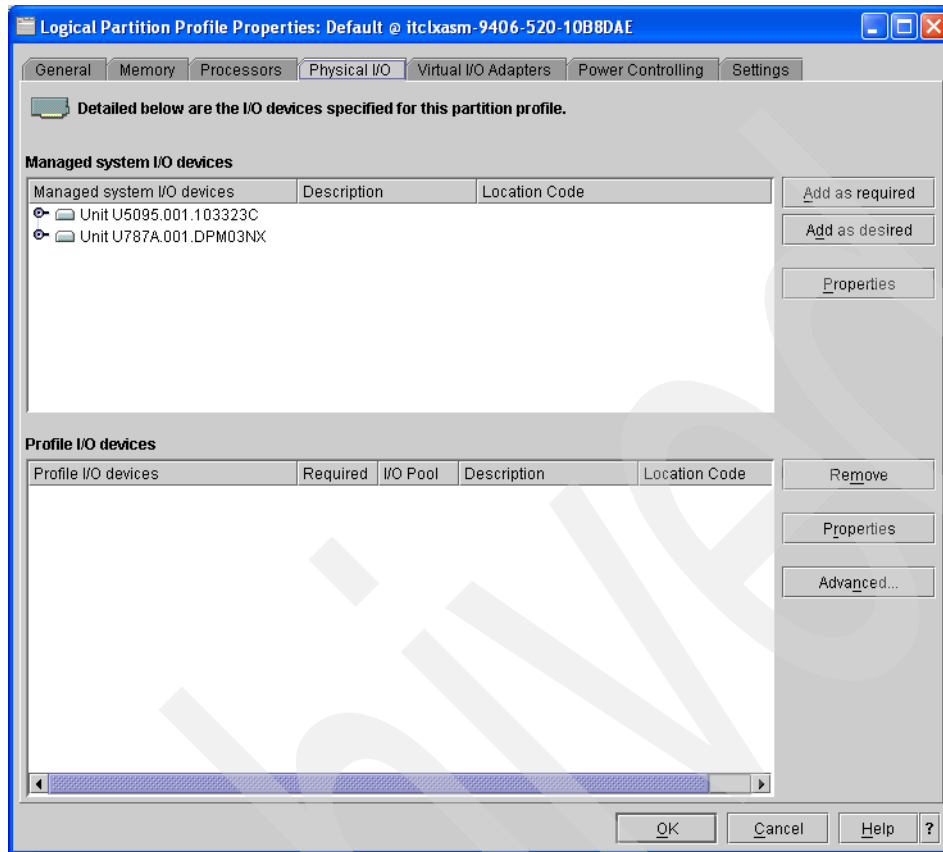 Logical Partition Profile Properties: Default @ itclxasm-9406-520-10B8DAE
General Memory Processors Physical I/O Virtual I/O Adapters Power Controlling Settings
Detailed below are the I/O devices specified for this partition profile.
Managed system I/O devices
Managed system I/O devices Description Location Code
Unit U5095.001.103323C
Unit U787A.001.DPM03NX
Add as required
Add as desired
Properties
Profile I/O devices
Profile I/O devices Required I/O Pool Description Location Code
Remove
Properties
Advanced...
OK Cancel Help ?